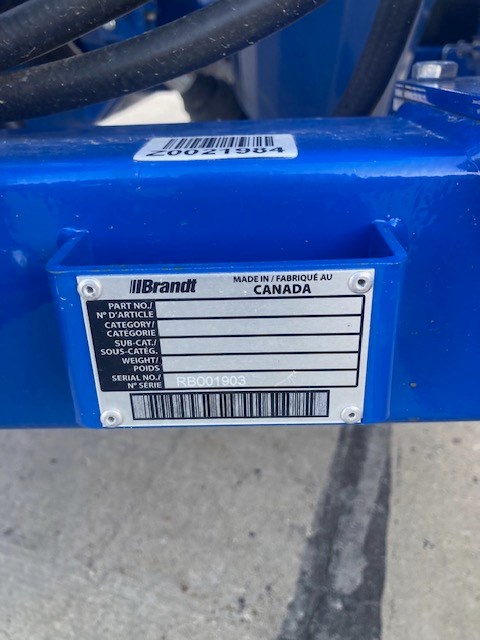 Z0021984
Brandt
MADE IN / FABRIQUÉ AU
CANADA
PART NO./
N° D'ARTICLE
CATEGORY/
CATÉGORIE
SUB-CAT./
SOUS-CATÉG.
WEIGHT/
POIDS
SERIAL NO./
N° SÉRIE
RB001903